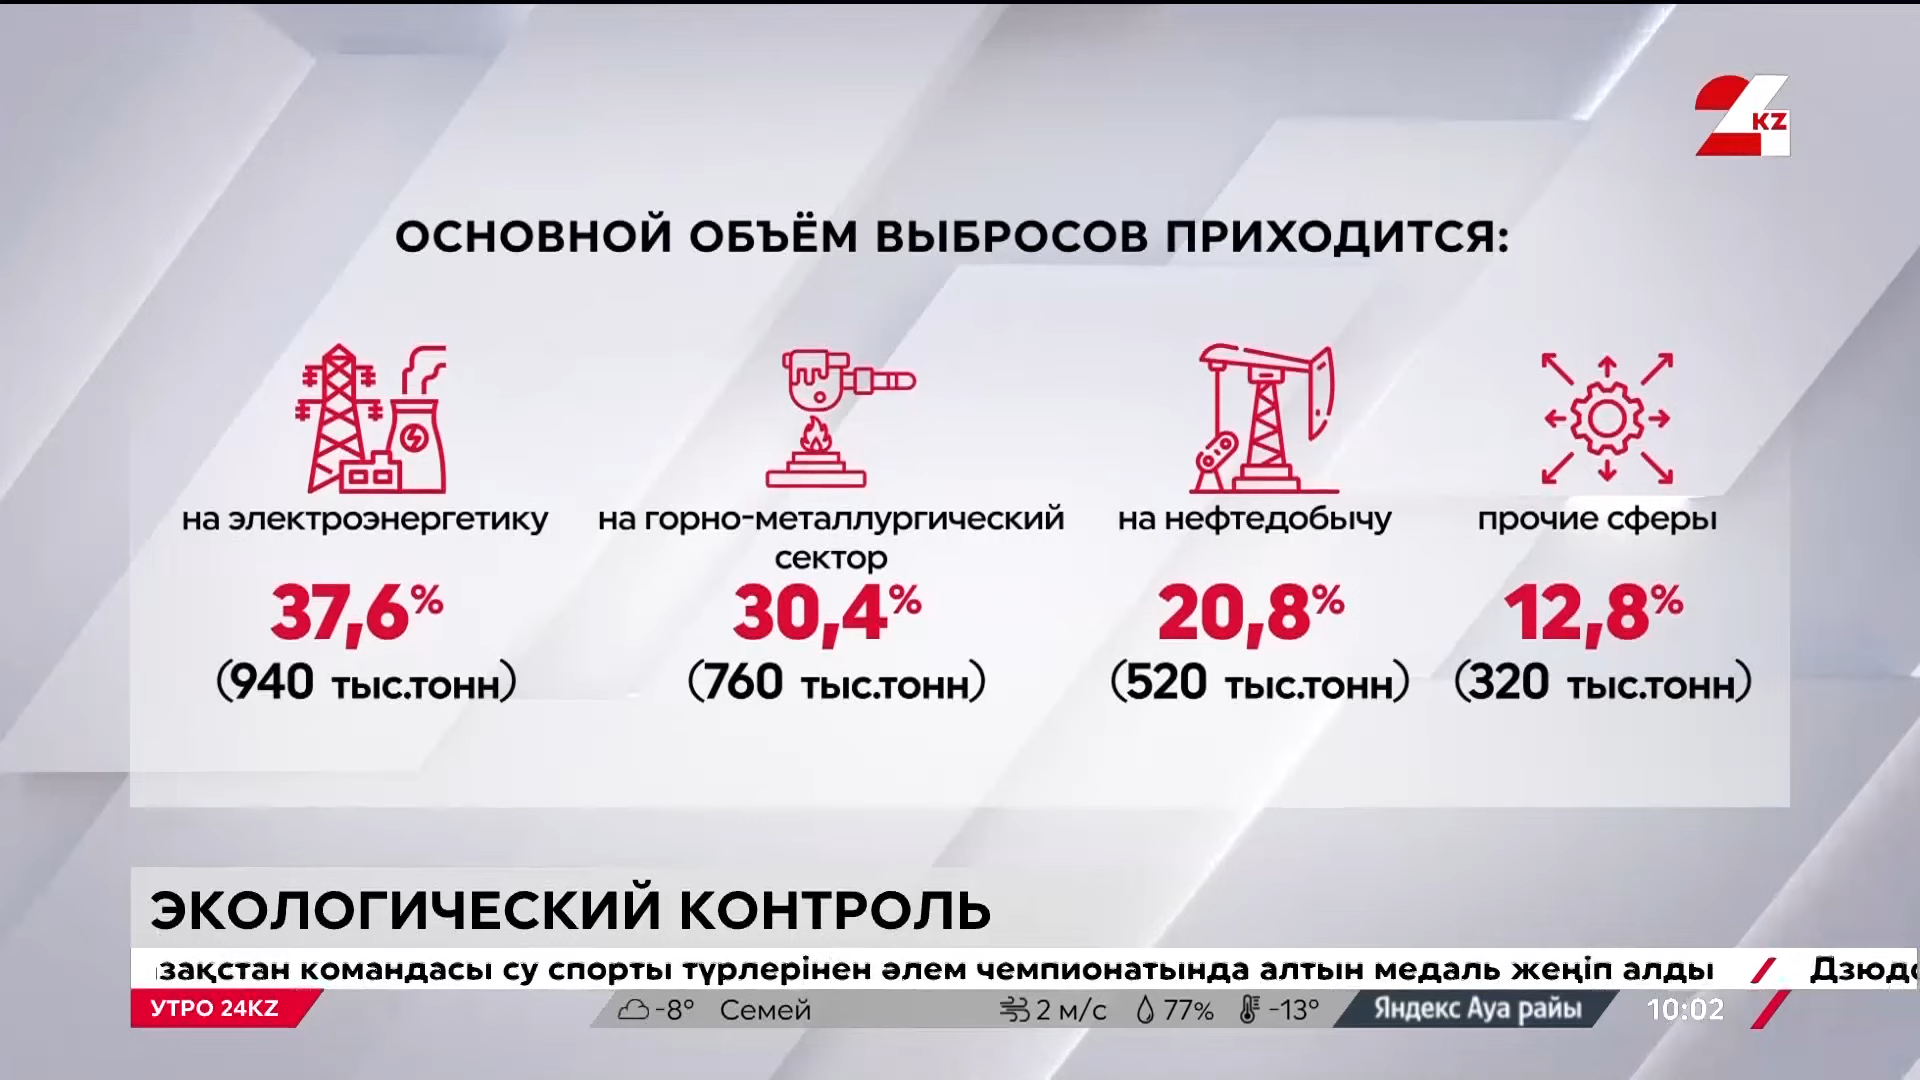 24 KZ
ОСНОВНОЙ ОБЪЁМ ВЫБРОСОВ ПРИХОДИТСЯ:
на электроэнергетику
37,6%
(940 тыс.тонн)
на горно-металлургический
сектор
30,4%
(760 тыс.тонн)
на нефтедобычу
20,8%
(520 тыс.тонн)
прочие сферы
12,8%
(320 тыс.тонн)
ЭКОЛОГИЧЕСКИЙ КОНТРОЛЬ
зақстан командасы су спорты түрлерінен әлем чемпионатында алтын медаль жеңіп алды / Дзюдо
УТРО 24KZ -8° Семей 2 м/с 77% -13° Яндекс Ауа райы 10:02